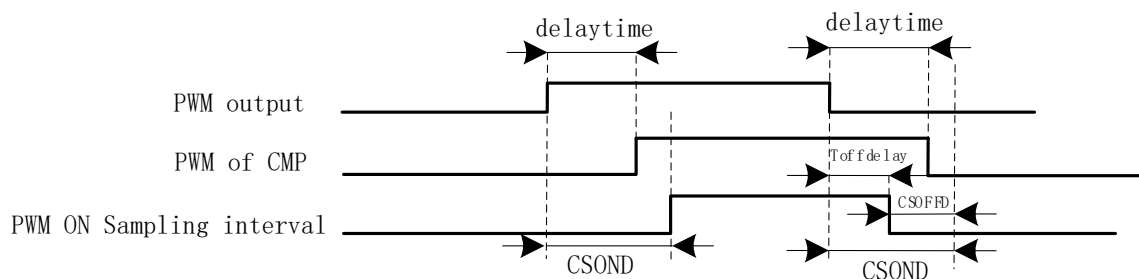 delaytime
delaytime
PWM output
PWM of CMP
Toffdelay
PWM ON Sampling interval
CSOFFD
CSOND
CSOND